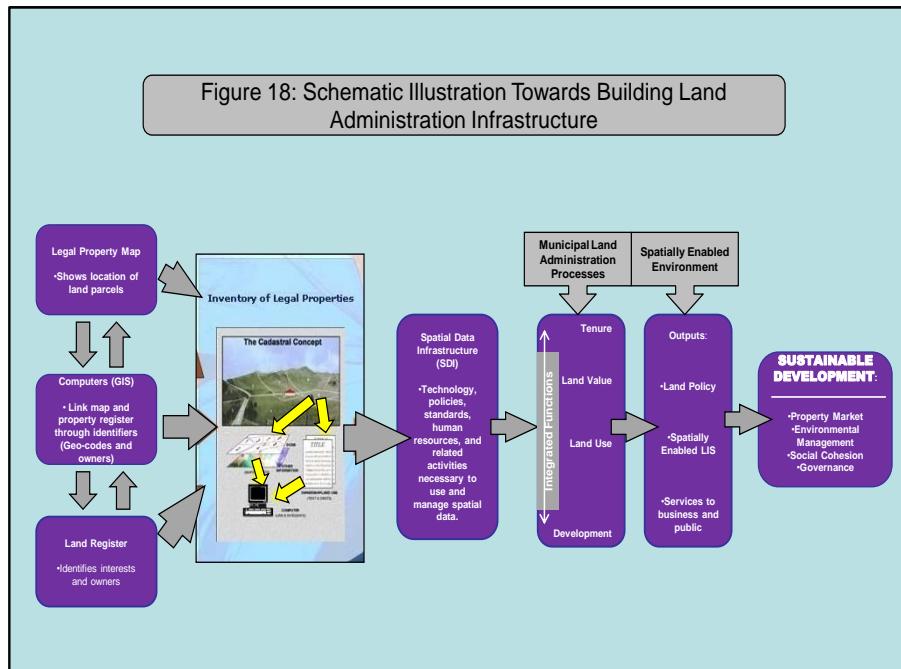 Figure 18: Schematic Illustration Towards Building Land
Administration Infrastructure
Legal Property Map
•Shows location of
land parcels
Computers (GIS)
• Link map and
property register
through identifiers
(Geo-codes and
owners)
Land Register
•Identifies interests
and owners
Inventory of Legal Properties
The Cadastral Concept
TITLE
COMPUTER
Spatial Data
Infrastructure
(SDI)
•Technology,
policies,
standards,
human
resources, and
related
activities
necessary to
use and
manage spatial
data.
Municipal Land
Administration
Processes
Integrated Functions
Tenure
Land Value
Land Use
Development
Spatially Enabled
Environment
Outputs:
•Land Policy
•Spatially
Enabled LIS
•Services to
business and
public
SUSTAINABLE
DEVELOPMENT:
•Property Market
•Environmental
Management
•Social Cohesion
•Governance